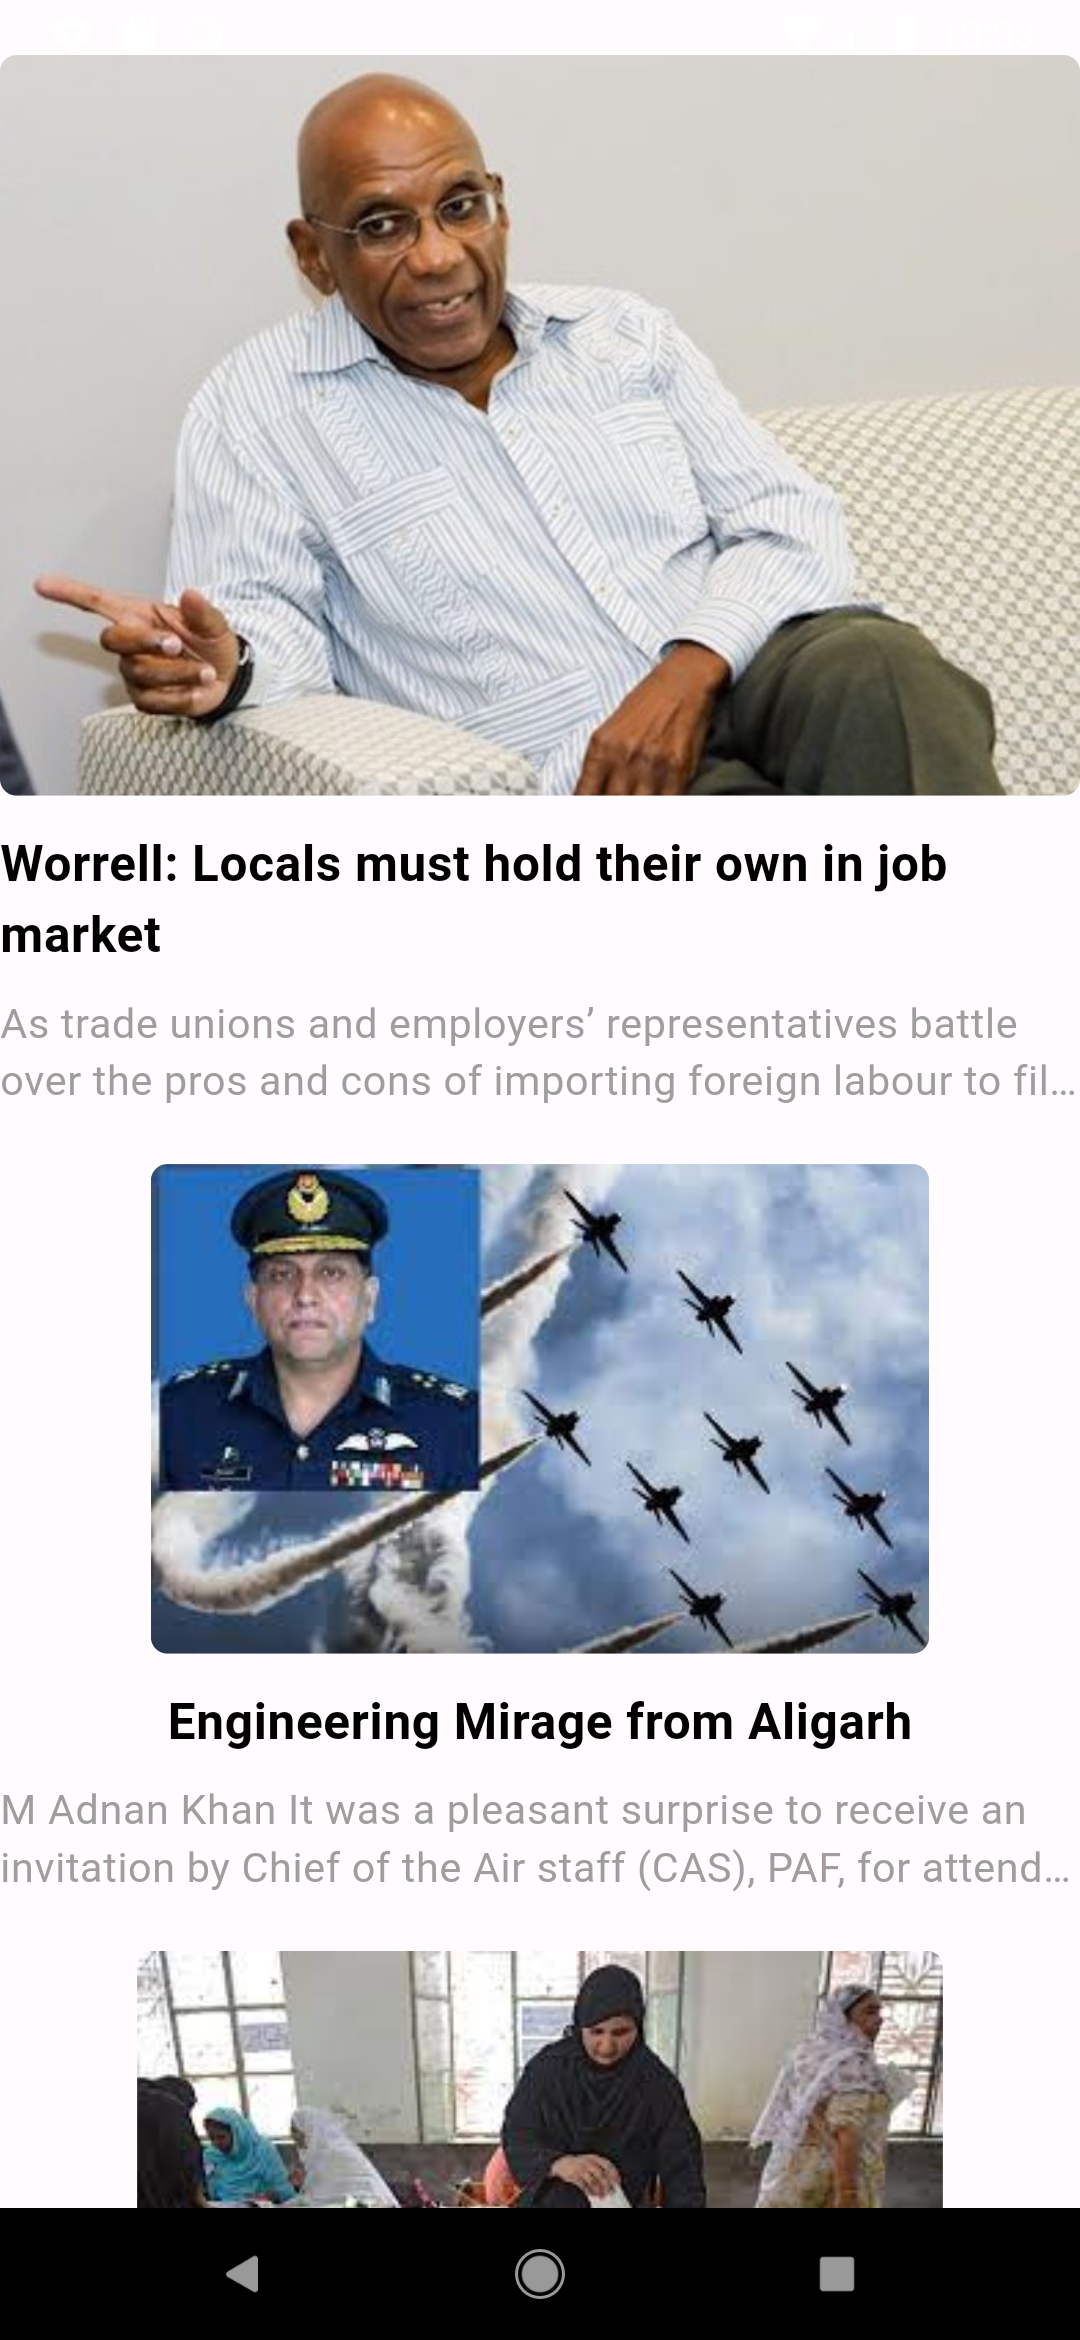 Worrell: Locals must hold their own in job
market
As trade unions and employers’ representatives battle
over the pros and cons of importing foreign labour to fil…
Engineering Mirage from Aligarh
M Adnan Khan It was a pleasant surprise to receive an
invitation by Chief of the Air staff (CAS), PAF, for attend…